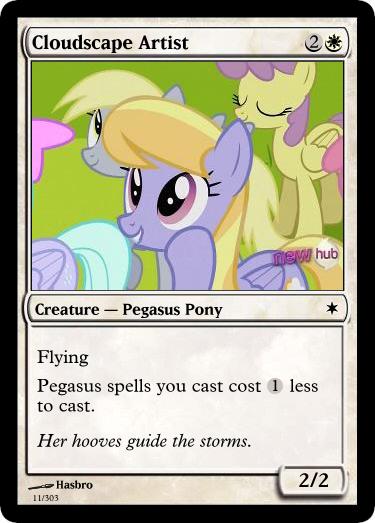 Cloudscape Artist 2
new hub
Creature — Pegasus Pony
Flying
Pegasus spells you cast cost 1 less
to cast.
Her hooves guide the storms.
Hasbro
2/2
11/303